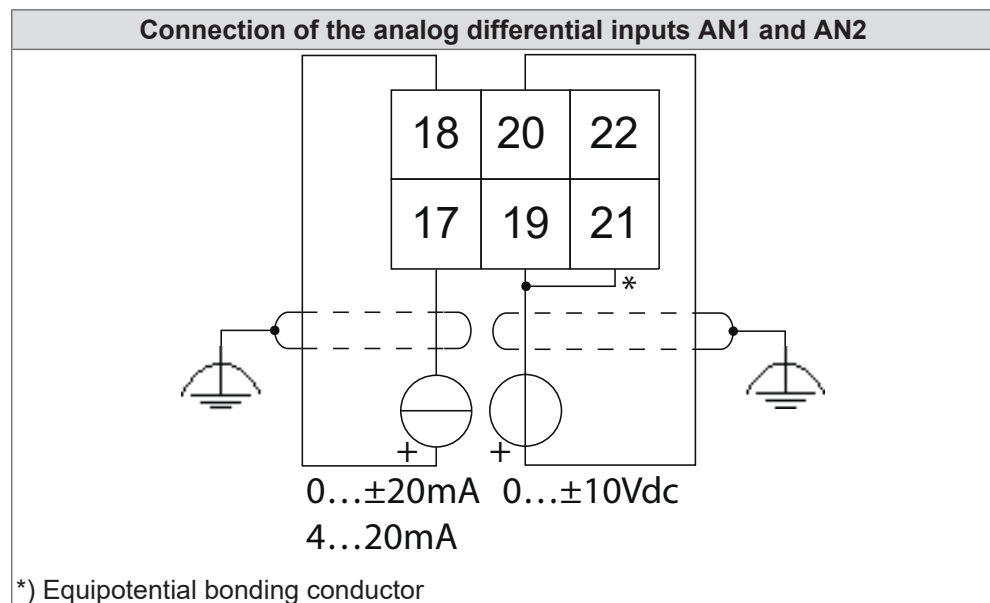 Connection of the analog differential inputs AN1 and AN2
18 20 22
17 19 21
*
+ +
0…±20mA 0…±10Vdc
4…20mA
*) Equipotential bonding conductor